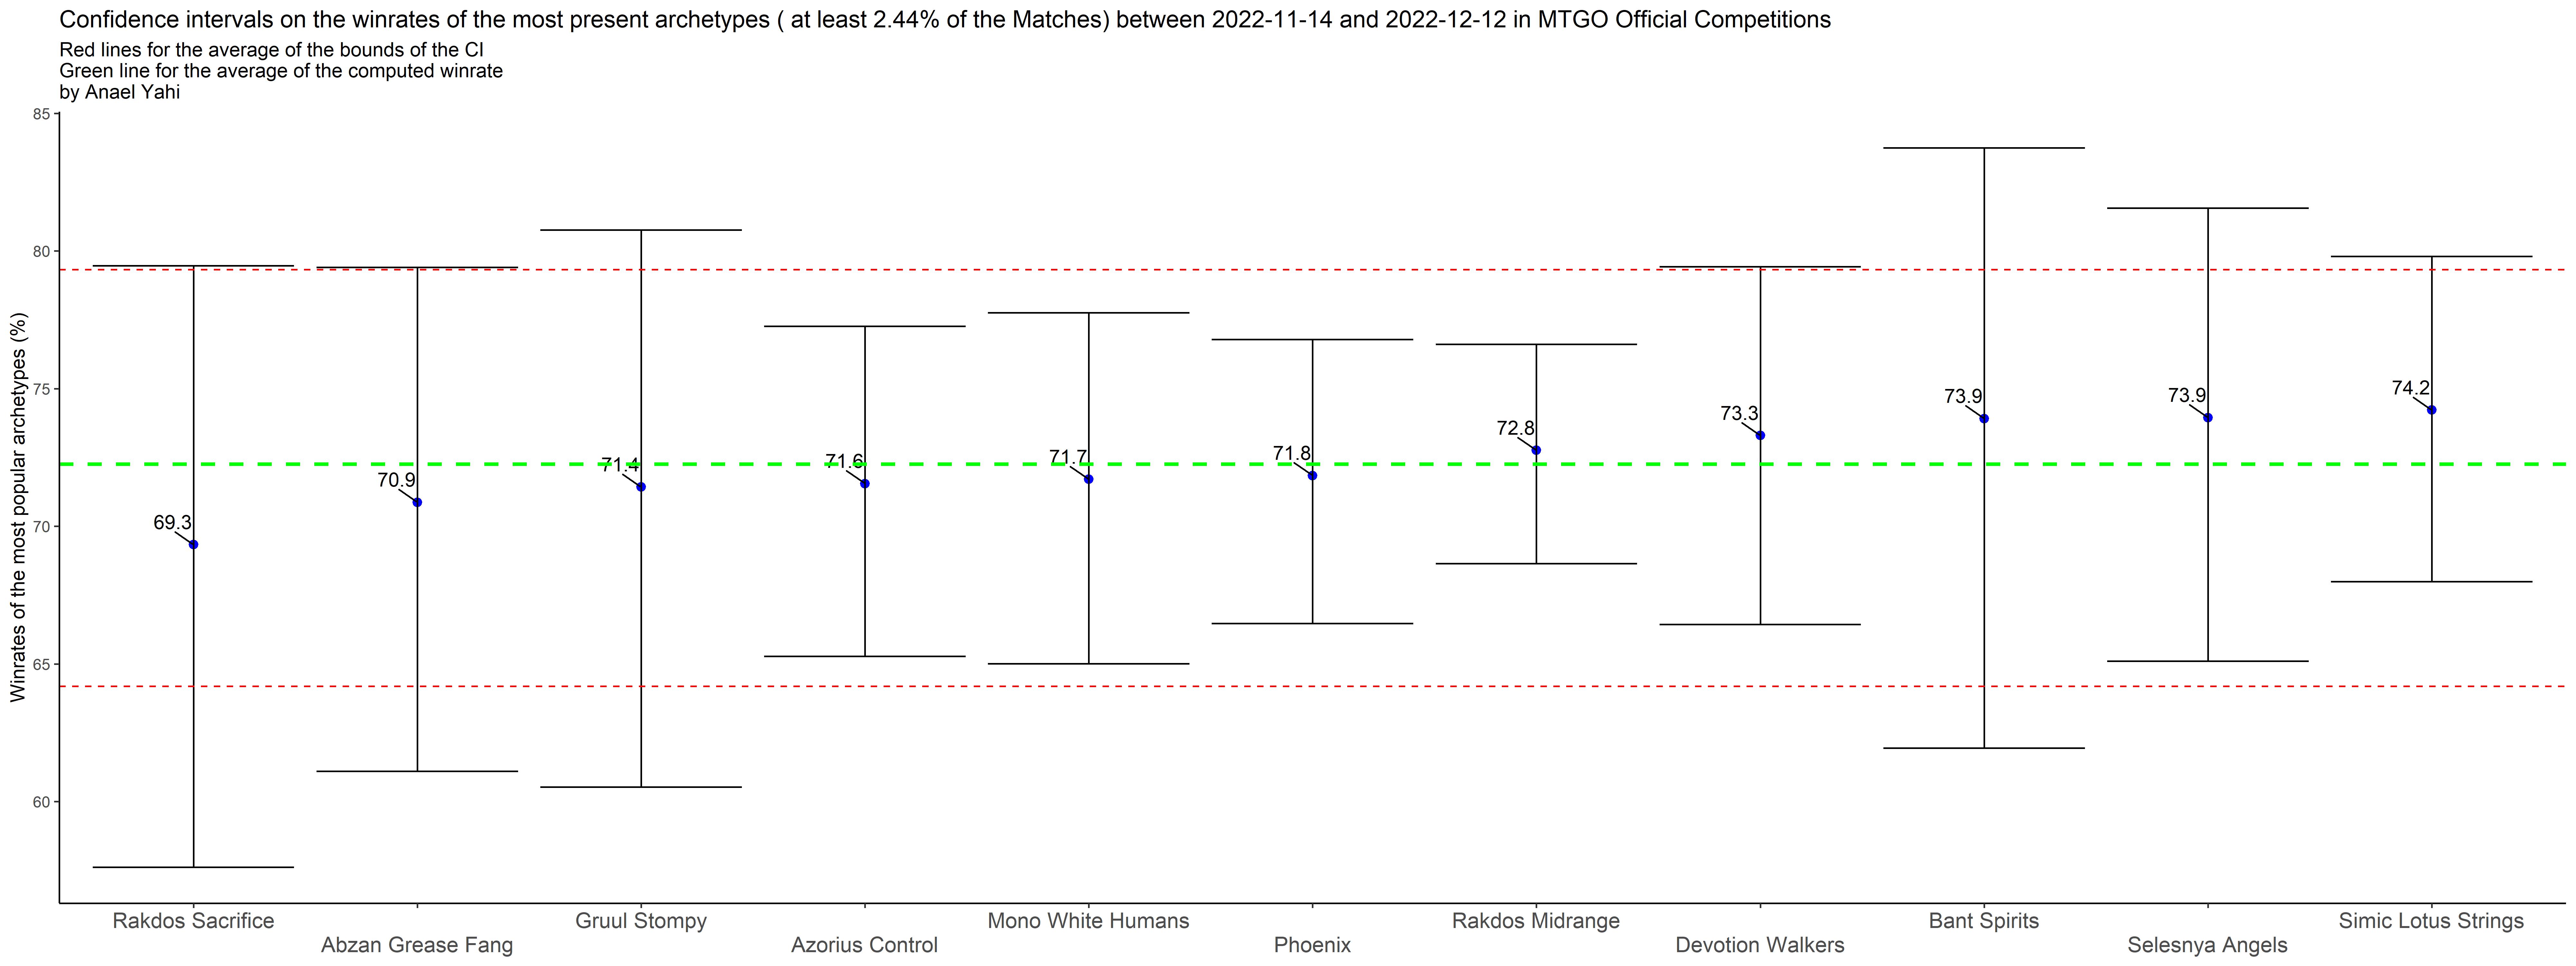 Confidence intervals on the winrates of the most present archetypes ( at least 2.44% of the Matches) between 2022-11-14 and 2022-12-12 in MTGO Official Competitions
Red lines for the average of the bounds of the CI
Green line for the average of the computed winrate
by Anael Yahi
Winrates of the most popular archetypes (%)
85
80
75
70
65
60
69.3
70.9
71.4
71.6
71.7
71.8
72.8
73.3
73.9
73.9
74.2
Rakdos Sacrifice
Abzan Grease Fang
Gruul Stompy
Azorius Control
Mono White Humans
Phoenix
Rakdos Midrange
Devotion Walkers
Bant Spirits
Selesnya Angels
Simic Lotus Strings